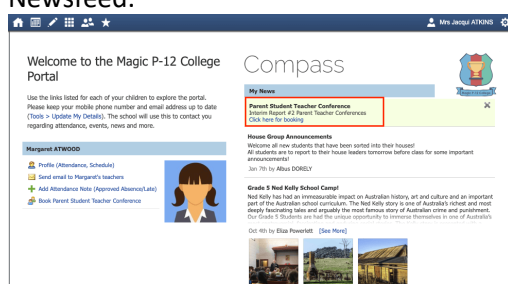 Newsfeed.
Mrs Jacqui ATKINS
Welcome to the Magic P-12 College
Portal
Use the links listed for each of your children to explore the portal.
Please keep your mobile phone number and email address up to date
(Tools > Update My Details). The school will use this to contact you
regarding attendance, events, news and more.
Margaret ATWOOD
Profile (Attendance, Schedule)
Send email to Margaret's teachers
Add Attendance Note (Approved Absence/Late)
Book Parent Student Teacher Conference
Compass
My News
Parent Student Teacher Conference
Interim Report #2 Parent Teacher Conferences
Click here for booking
House Group Announcements
Welcome all new students that have been sorted into their houses!
All students are to report to their house leaders tomorrow before class for some important
announcements!
Jan 7th by Albus DORELY
Grade 5 Ned Kelly School Camp!
Ned Kelly has had an immeasurable impact on Australian history, art and culture and an important
part of the Australian school curriculum. The Ned Kelly story is one of Australia's richest and most
deeply fascinating tales and arguably the most famous story of Australian crime and punishment.
Our Grade 5 Students and had the unique opportunity to immerse themselves in one of Australia's
Oct 4th by Eliza Powerlett [See More]